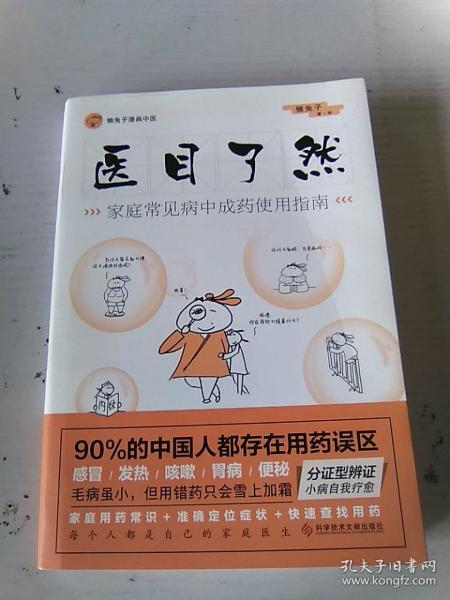 懒兔子漫画中医
懒兔子
医目了然
>>> 家庭常见病中成药使用指南 <<<
90%的中国人都存在用药误区
感冒 / 发热 / 咳嗽 / 胃病 / 便秘
分证型辨证
毛病虽小，但用错药只会雪上加霜
小病自我疗愈
家庭用药常识 + 准确定位症状 + 快速查找用药
每个人都是自己的家庭医生
科学技术文献出版社
孔夫子旧书网
www.kongfz.com